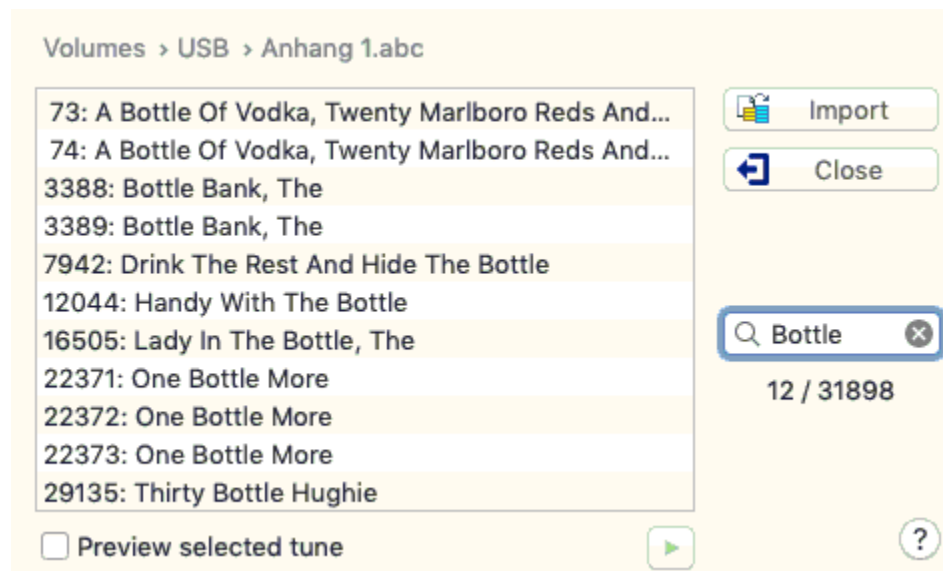 Volumes › USB › Anhang 1.abc
73: A Bottle Of Vodka, Twenty Marlboro Reds And...
74: A Bottle Of Vodka, Twenty Marlboro Reds And...
3388: Bottle Bank, The
3389: Bottle Bank, The
7942: Drink The Rest And Hide The Bottle
12044: Handy With The Bottle
16505: Lady In The Bottle, The
22371: One Bottle More
22372: One Bottle More
22373: One Bottle More
29135: Thirty Bottle Hughie
Preview selected tune
Import
Close
Bottle
12 / 31898
?